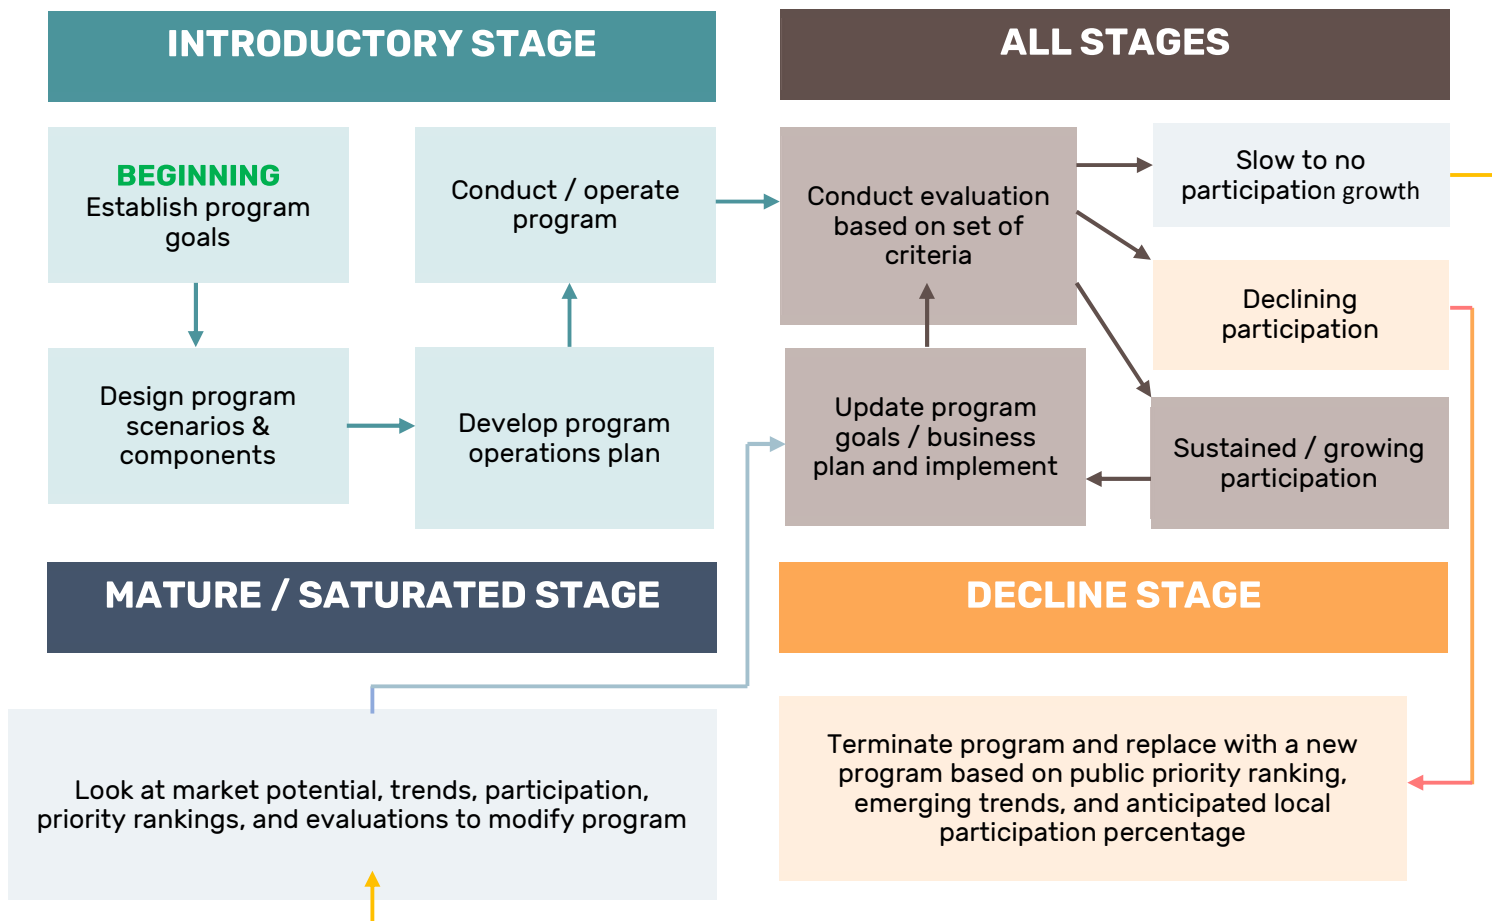 INTRODUCTORY STAGE
BEGINNING
Establish program
goals
Design program
scenarios &
components
Develop program
operations plan
Conduct / operate
program
ALL STAGES
Conduct evaluation
based on set of
criteria
Slow to no
participation growth
Declining
participation
Sustained / growing
participation
Update program
goals / business
plan and implement
MATURE / SATURATED STAGE
Look at market potential, trends, participation,
priority rankings, and evaluations to modify program
DECLINE STAGE
Terminate program and replace with a new
program based on public priority ranking,
emerging trends, and anticipated local
participation percentage